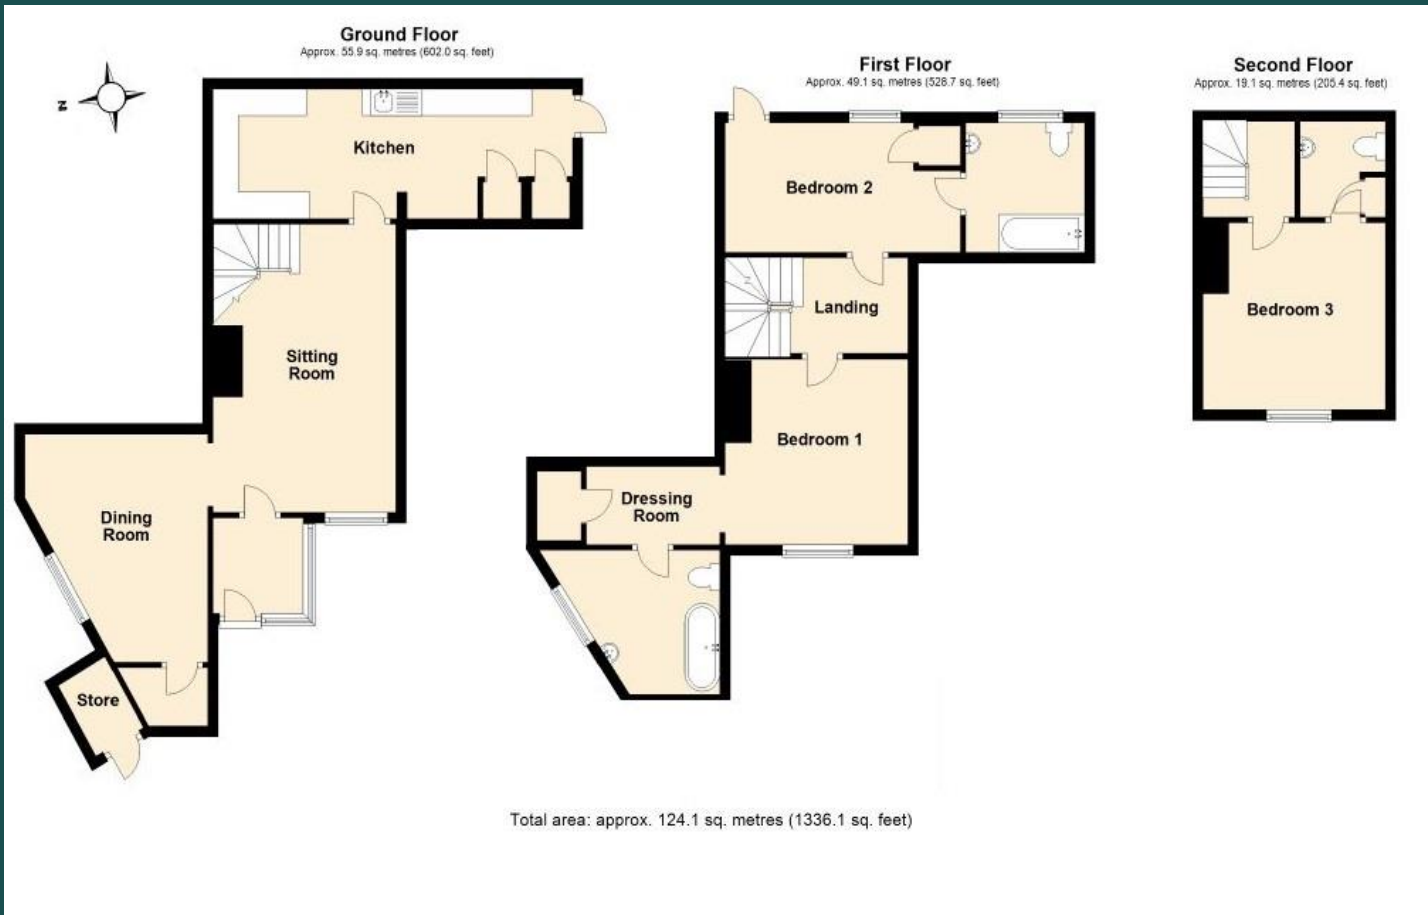 Ground Floor
Approx. 55.9 sq. metres (602.0 sq. feet)
Kitchen
Sitting
Room
Dining
Room
Store
First Floor
Approx. 49.1 sq. metres (528.7 sq. feet)
Bedroom 2
Landing
Bedroom 1
Dressing
Room
Second Floor
Approx. 19.1 sq. metres (205.4 sq. feet)
Bedroom 3
N
Total area: approx. 124.1 sq. metres (1336.1 sq. feet)